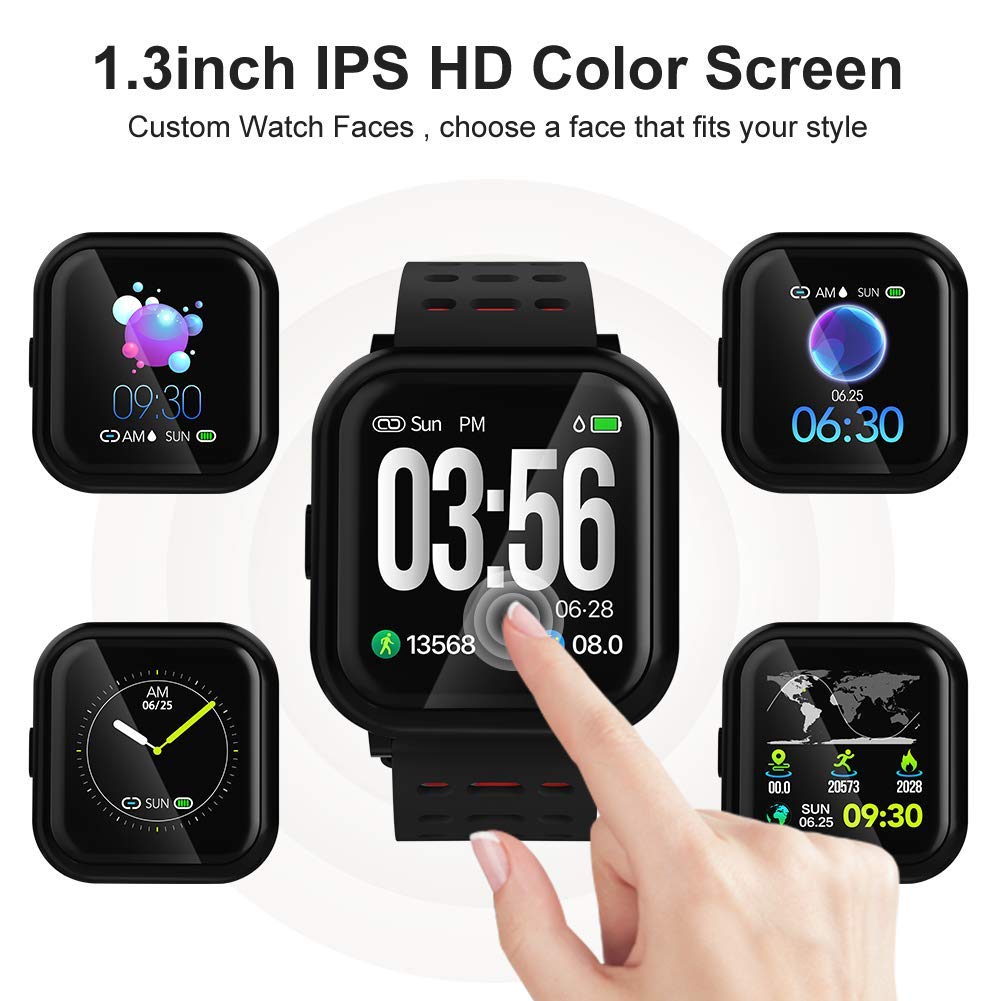 1.3inch IPS HD Color Screen
Custom Watch Faces , choose a face that fits your style
09:30
AM SUN
AM SUN
06.25
06:30
Sun PM
03:56
06-28
13568 08.0
AM
06/25
SUN
00.0 20573 2028
SUN
06.25 09:30